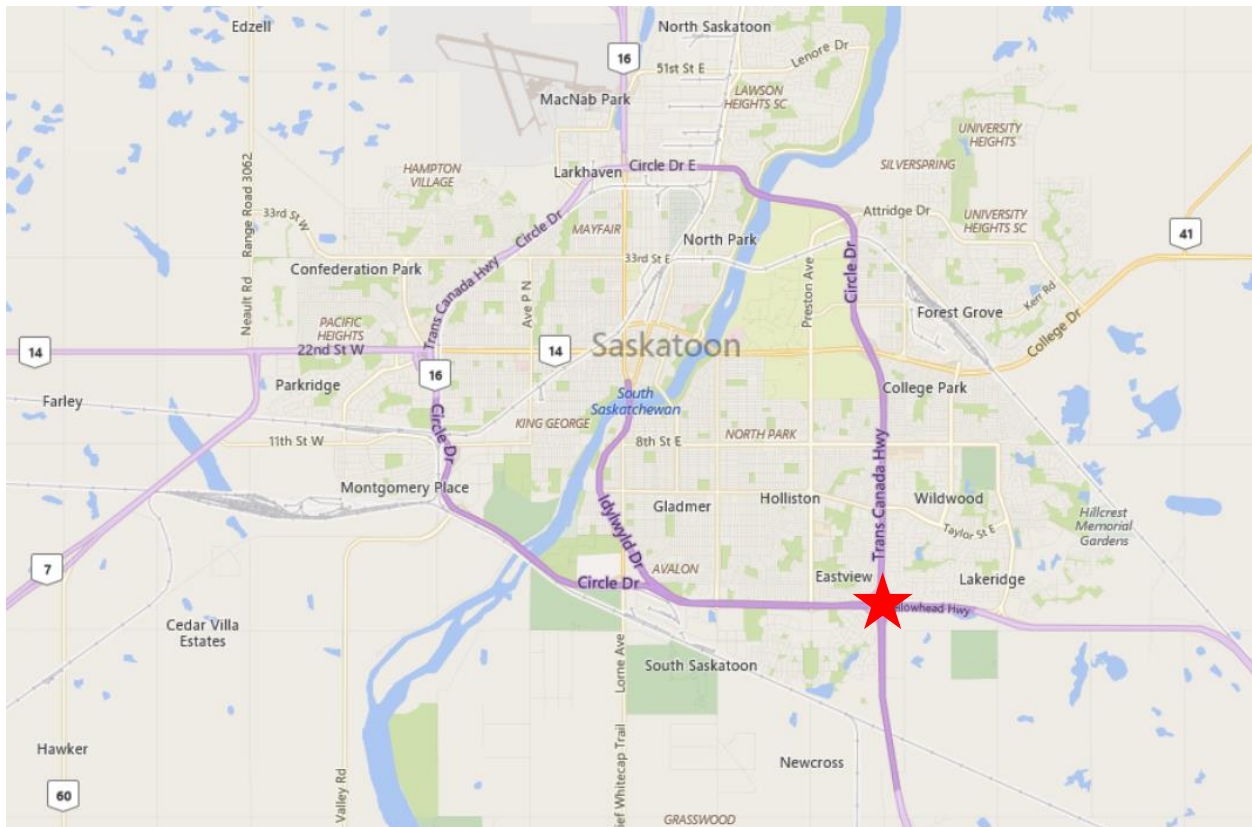 Edzell
North Saskatoon
16
51st St E
Lenore Dr
MacNab Park
LAWSON
HEIGHTS SC
UNIVERSITY
HEIGHTS
Range Road 3062
HAMPTON
VILLAGE
Larkhaven
Circle Dr E
SILVERSPRING
33rd St W
Circle Dr
MAYFAIR
North Park
Attridge Dr
UNIVERSITY
HEIGHTS SC
41
Confederation Park
33rd St E
Trans Canada Hwy
Neault Rd
Ave P N
Preston Ave
Circle Dr
Kerr Rd
Forest Grove
PACIFIC
HEIGHTS
14
22nd St W
14
Saskatoon
College Dr
16
Parkridge
College Park
Farley
Circle Dr
South
Saskatchewan
KING GEORGE
11th St W
8th St E
NORTH PARK
Trans Canada Hwy
Montgomery Place
Gladmer
Holliston
Wildwood
Idylwyld Dr
Taylor St E
Hillcrest
Memorial
Gardens
7
AVALON
Circle Dr
Eastview
Lakeridge
llowhead Hwy
Cedar Villa
Estates
Lorne Ave
South Saskatoon
Hawker
Newcross
60
Valley Rd
ief Whitecap Trail
GRASSWOOD